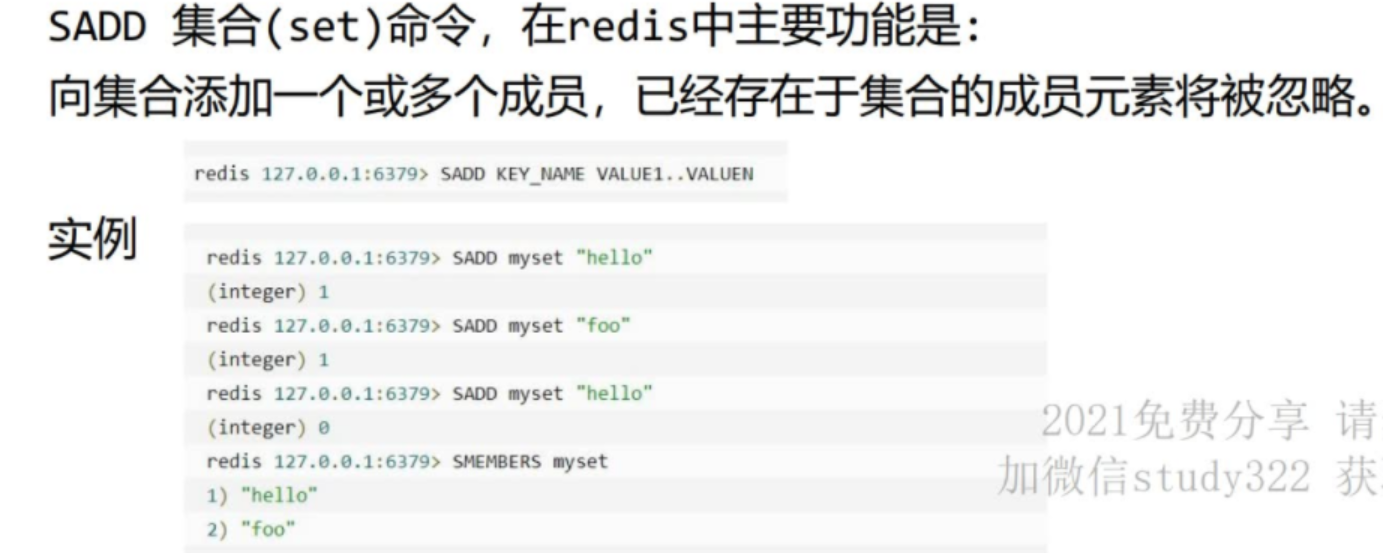 SADD 集合(set)命令，在redis中主要功能是：
向集合添加一个或多个成员，已经存在于集合的成员元素将被忽略。
redis 127.0.0.1:6379> SADD KEY_NAME VALUE1..VALUEN
实例
redis 127.0.0.1:6379> SADD myset "hello"
(integer) 1
redis 127.0.0.1:6379> SADD myset "foo"
(integer) 1
redis 127.0.0.1:6379> SADD myset "hello"
(integer) 0
redis 127.0.0.1:6379> SMEMBERS myset
1) "hello"
2) "foo"
2021免费分享 请
加微信study322 获